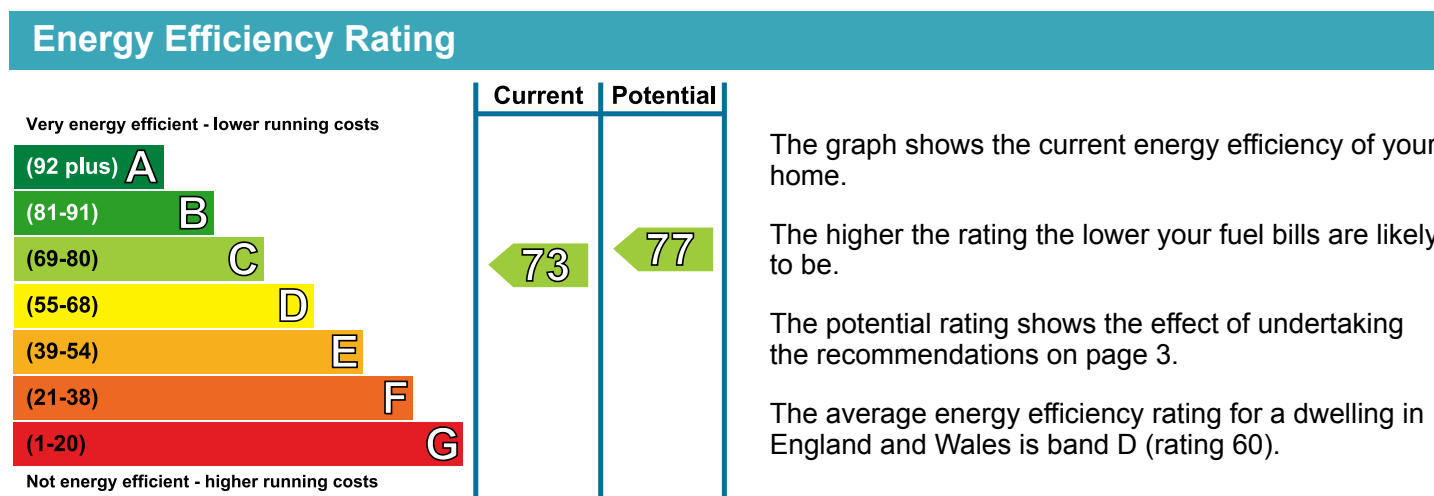 Energy Efficiency Rating
Current Potential
Very energy efficient - lower running costs
(92 plus) A
(81-91) B
(69-80) C
(55-68) D
(39-54) E
(21-38) F
(1-20) G
Not energy efficient - higher running costs
73
77
The graph shows the current energy efficiency of your
home.
The higher the rating the lower your fuel bills are likely
to be.
The potential rating shows the effect of undertaking
the recommendations on page 3.
The average energy efficiency rating for a dwelling in
England and Wales is band D (rating 60).